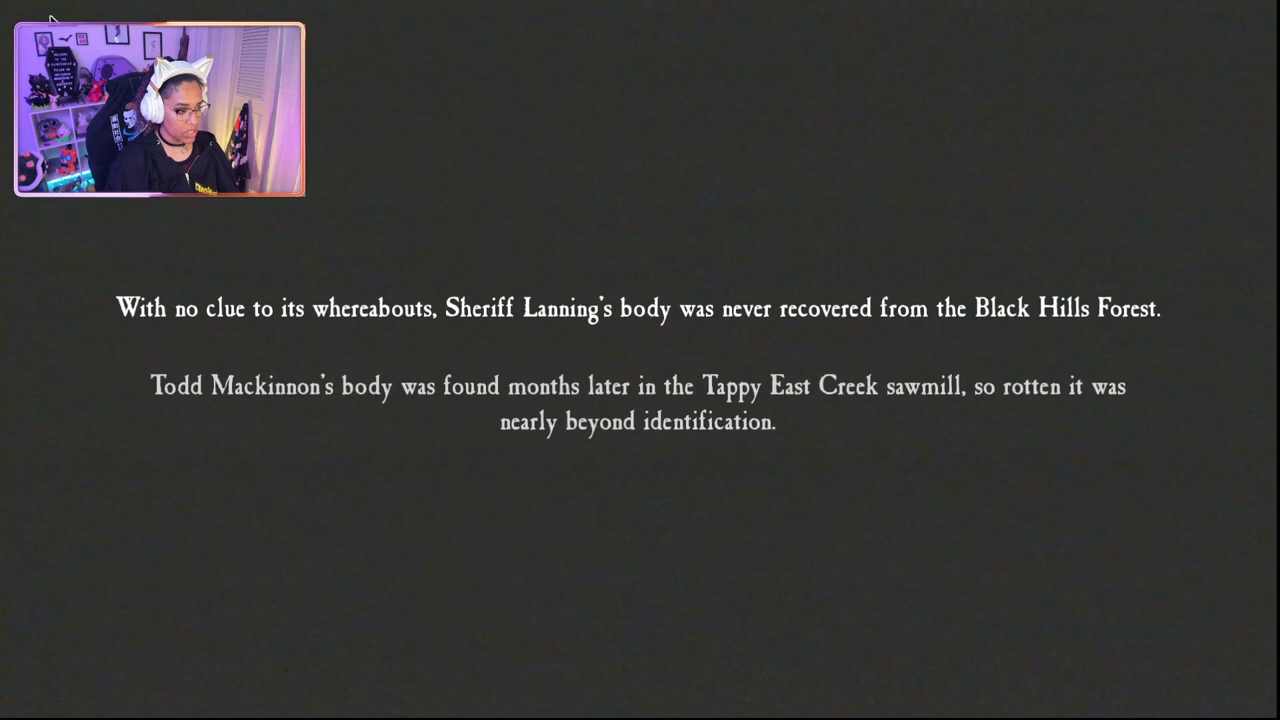 With no clue to its whereabouts, Sheriff Lanning's body was never recovered from the Black Hills Forest.
Todd Mackinnon's body was found months later in the Tappy East Creek sawmill, so rotten it was
nearly beyond identification.